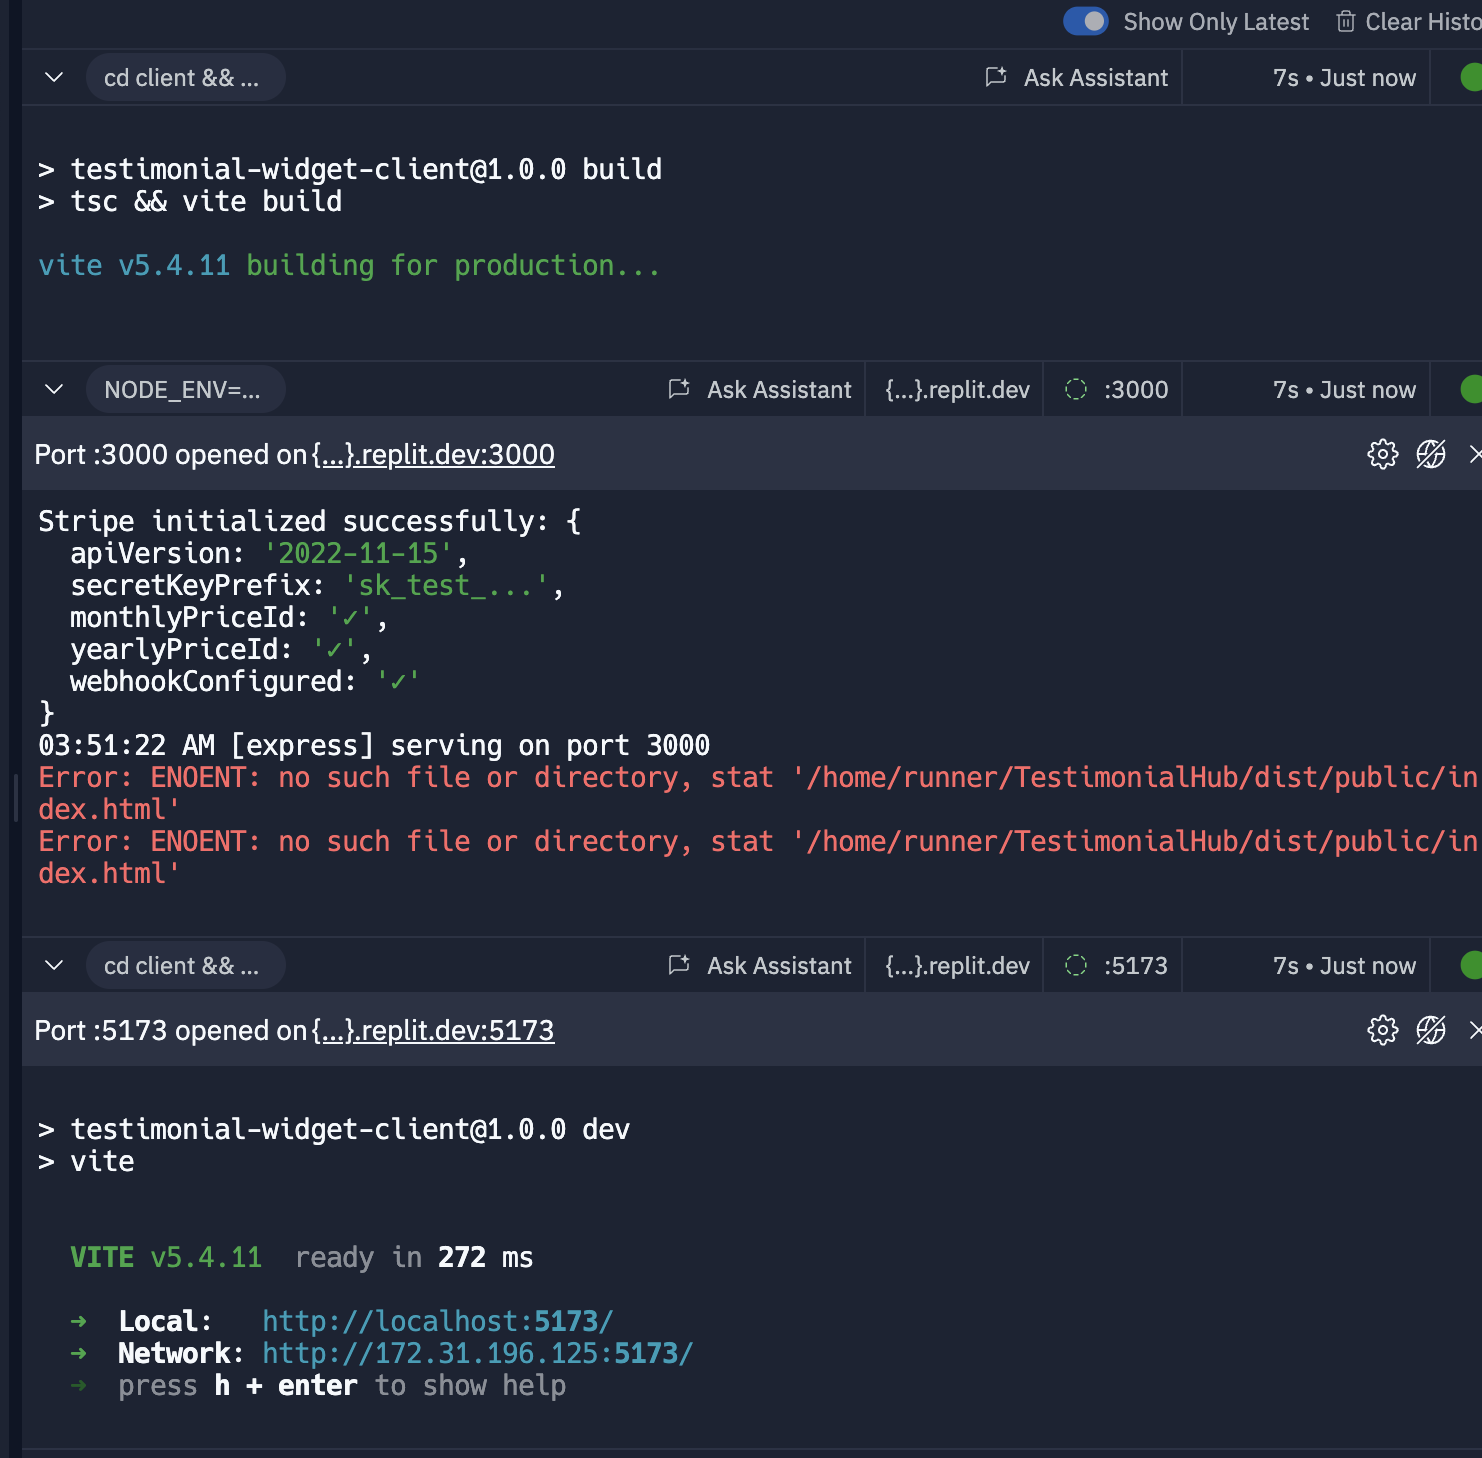 Show Only Latest Clear Histo
cd client && ... Ask Assistant 7s • Just now
> testimonial-widget-client@1.0.0 build
> tsc && vite build
vite v5.4.11 building for production...
NODE_ENV=... Ask Assistant {...}.replit.dev :3000 7s • Just now
Port :3000 opened on {...}.replit.dev:3000
Stripe initialized successfully: {
  apiVersion: '2022-11-15',
  secretKeyPrefix: 'sk_test_...',
  monthlyPriceId: '✓',
  yearlyPriceId: '✓',
  webhookConfigured: '✓'
}
03:51:22 AM [express] serving on port 3000
Error: ENOENT: no such file or directory, stat '/home/runner/TestimonialHub/dist/public/in
dex.html'
Error: ENOENT: no such file or directory, stat '/home/runner/TestimonialHub/dist/public/in
dex.html'
cd client && ... Ask Assistant {...}.replit.dev :5173 7s • Just now
Port :5173 opened on {...}.replit.dev:5173
> testimonial-widget-client@1.0.0 dev
> vite
VITE v5.4.11 ready in 272 ms
➜ Local: http://localhost:5173/
➜ Network: http://172.31.196.125:5173/
➜ press h + enter to show help